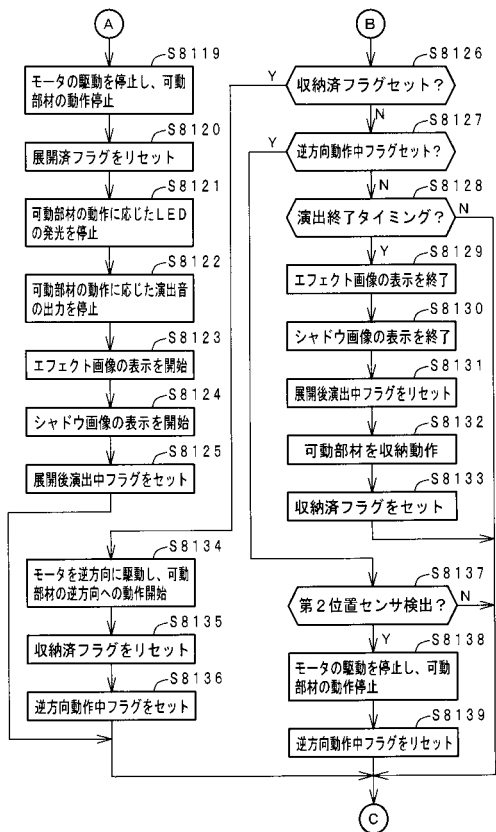 A
S8119
モータの駆動を停止し、可動
部材の動作停止
S8120
展開済フラグをリセット
S8121
可動部材の動作に応じたLED
の発光を停止
S8122
可動部材の動作に応じた演出音
の出力を停止
S8123
エフェクト画像の表示を開始
S8124
シャドウ画像の表示を開始
S8125
展開後演出中フラグをセット
S8134
モータを逆方向に駆動し、可動
部材の逆方向への動作開始
S8135
収納済フラグをリセット
S8136
逆方向動作中フラグをセット
B
S8126
Y
収納済フラグセット?
N
S8127
Y
逆方向動作中フラグセット?
N
S8128
演出終了タイミング?
N
Y
S8129
エフェクト画像の表示を終了
S8130
シャドウ画像の表示を終了
S8131
展開後演出中フラグをリセット
S8132
可動部材を収納動作
S8133
収納済フラグをセット
S8137
第2位置センサ検出?
N
Y
S8138
モータの駆動を停止し、可動
部材の動作停止
S8139
逆方向動作中フラグをリセット
C